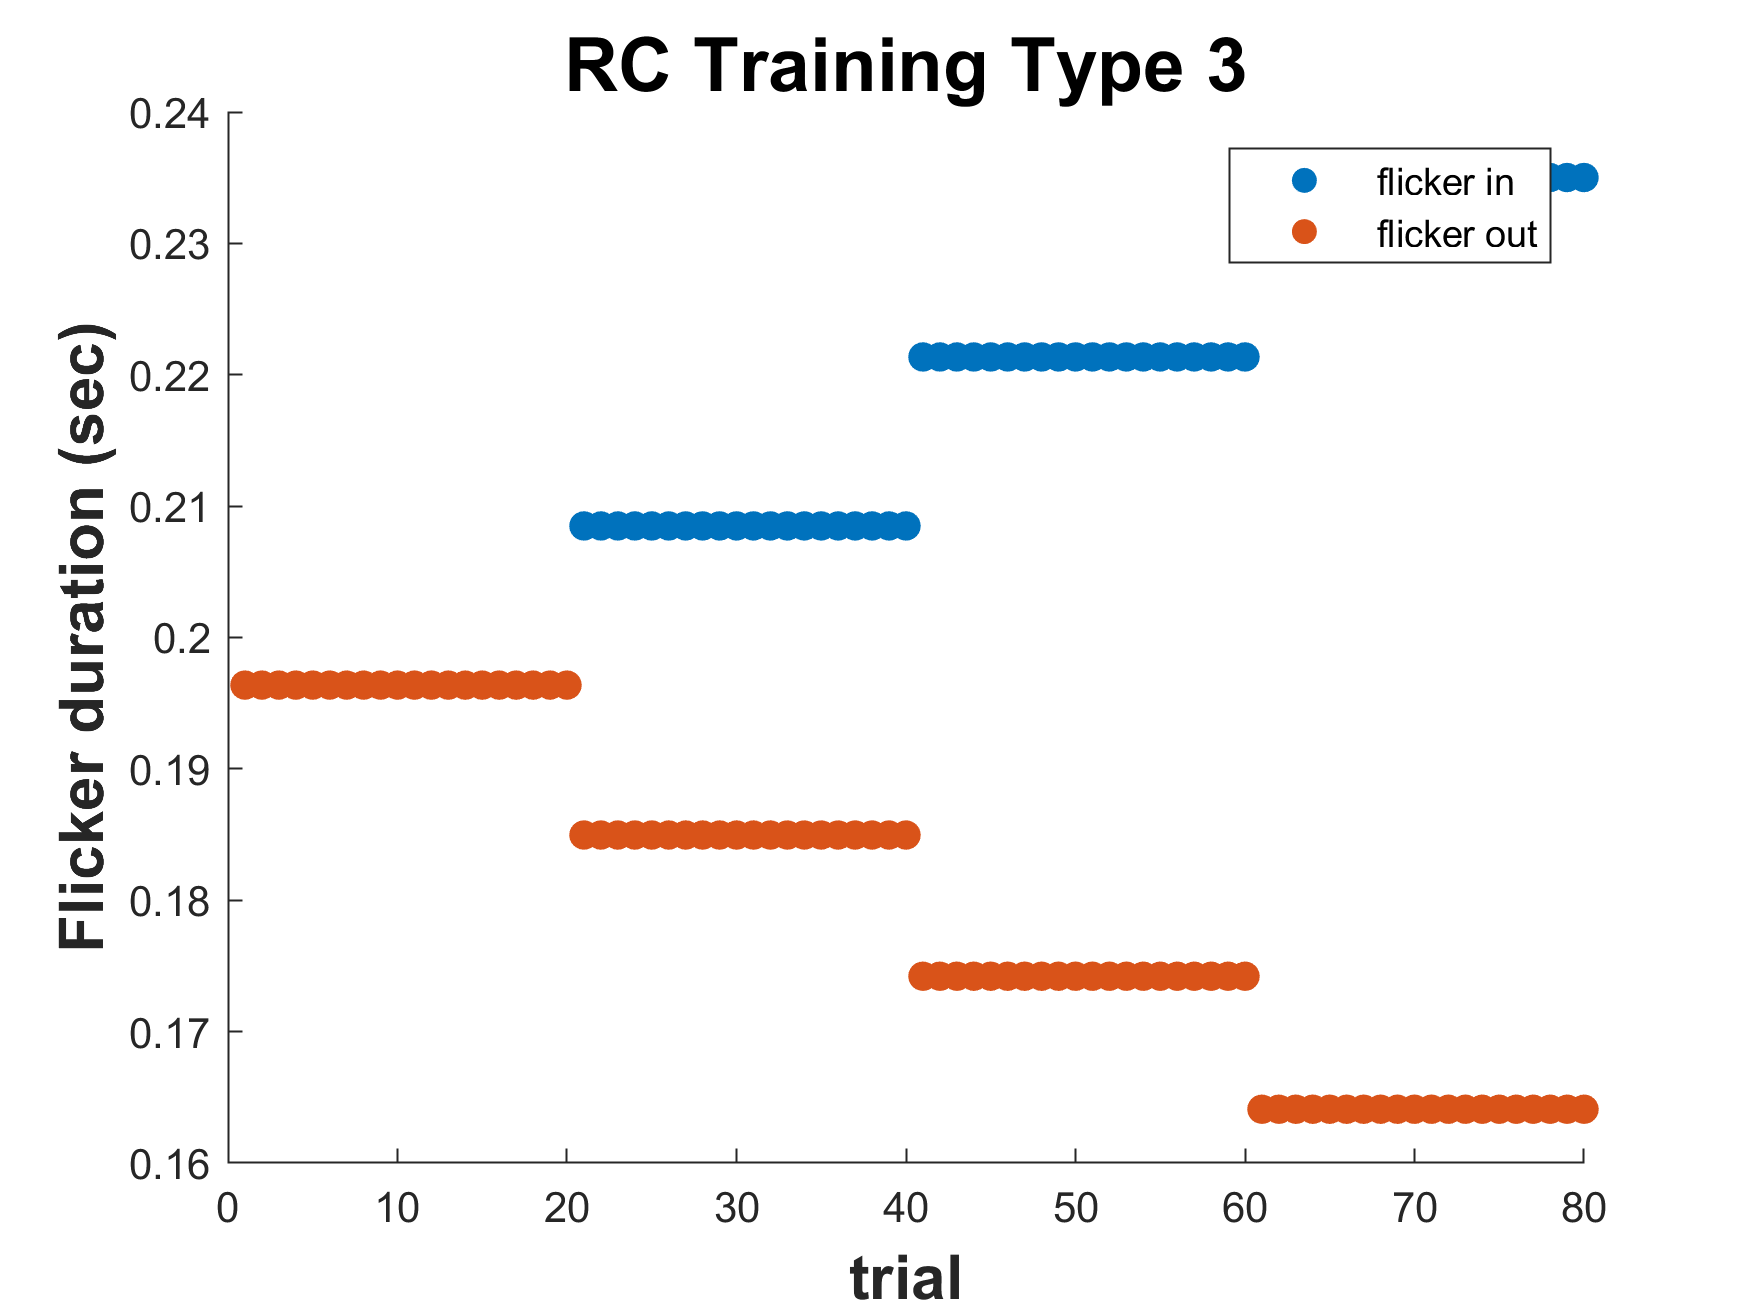 RC Training Type 3
0.24
0.23
0.22
0.21
0.2
0.19
0.18
0.17
0.16
Flicker duration (sec)
flicker in
flicker out
0 10 20 30 40 50 60 70 80
trial